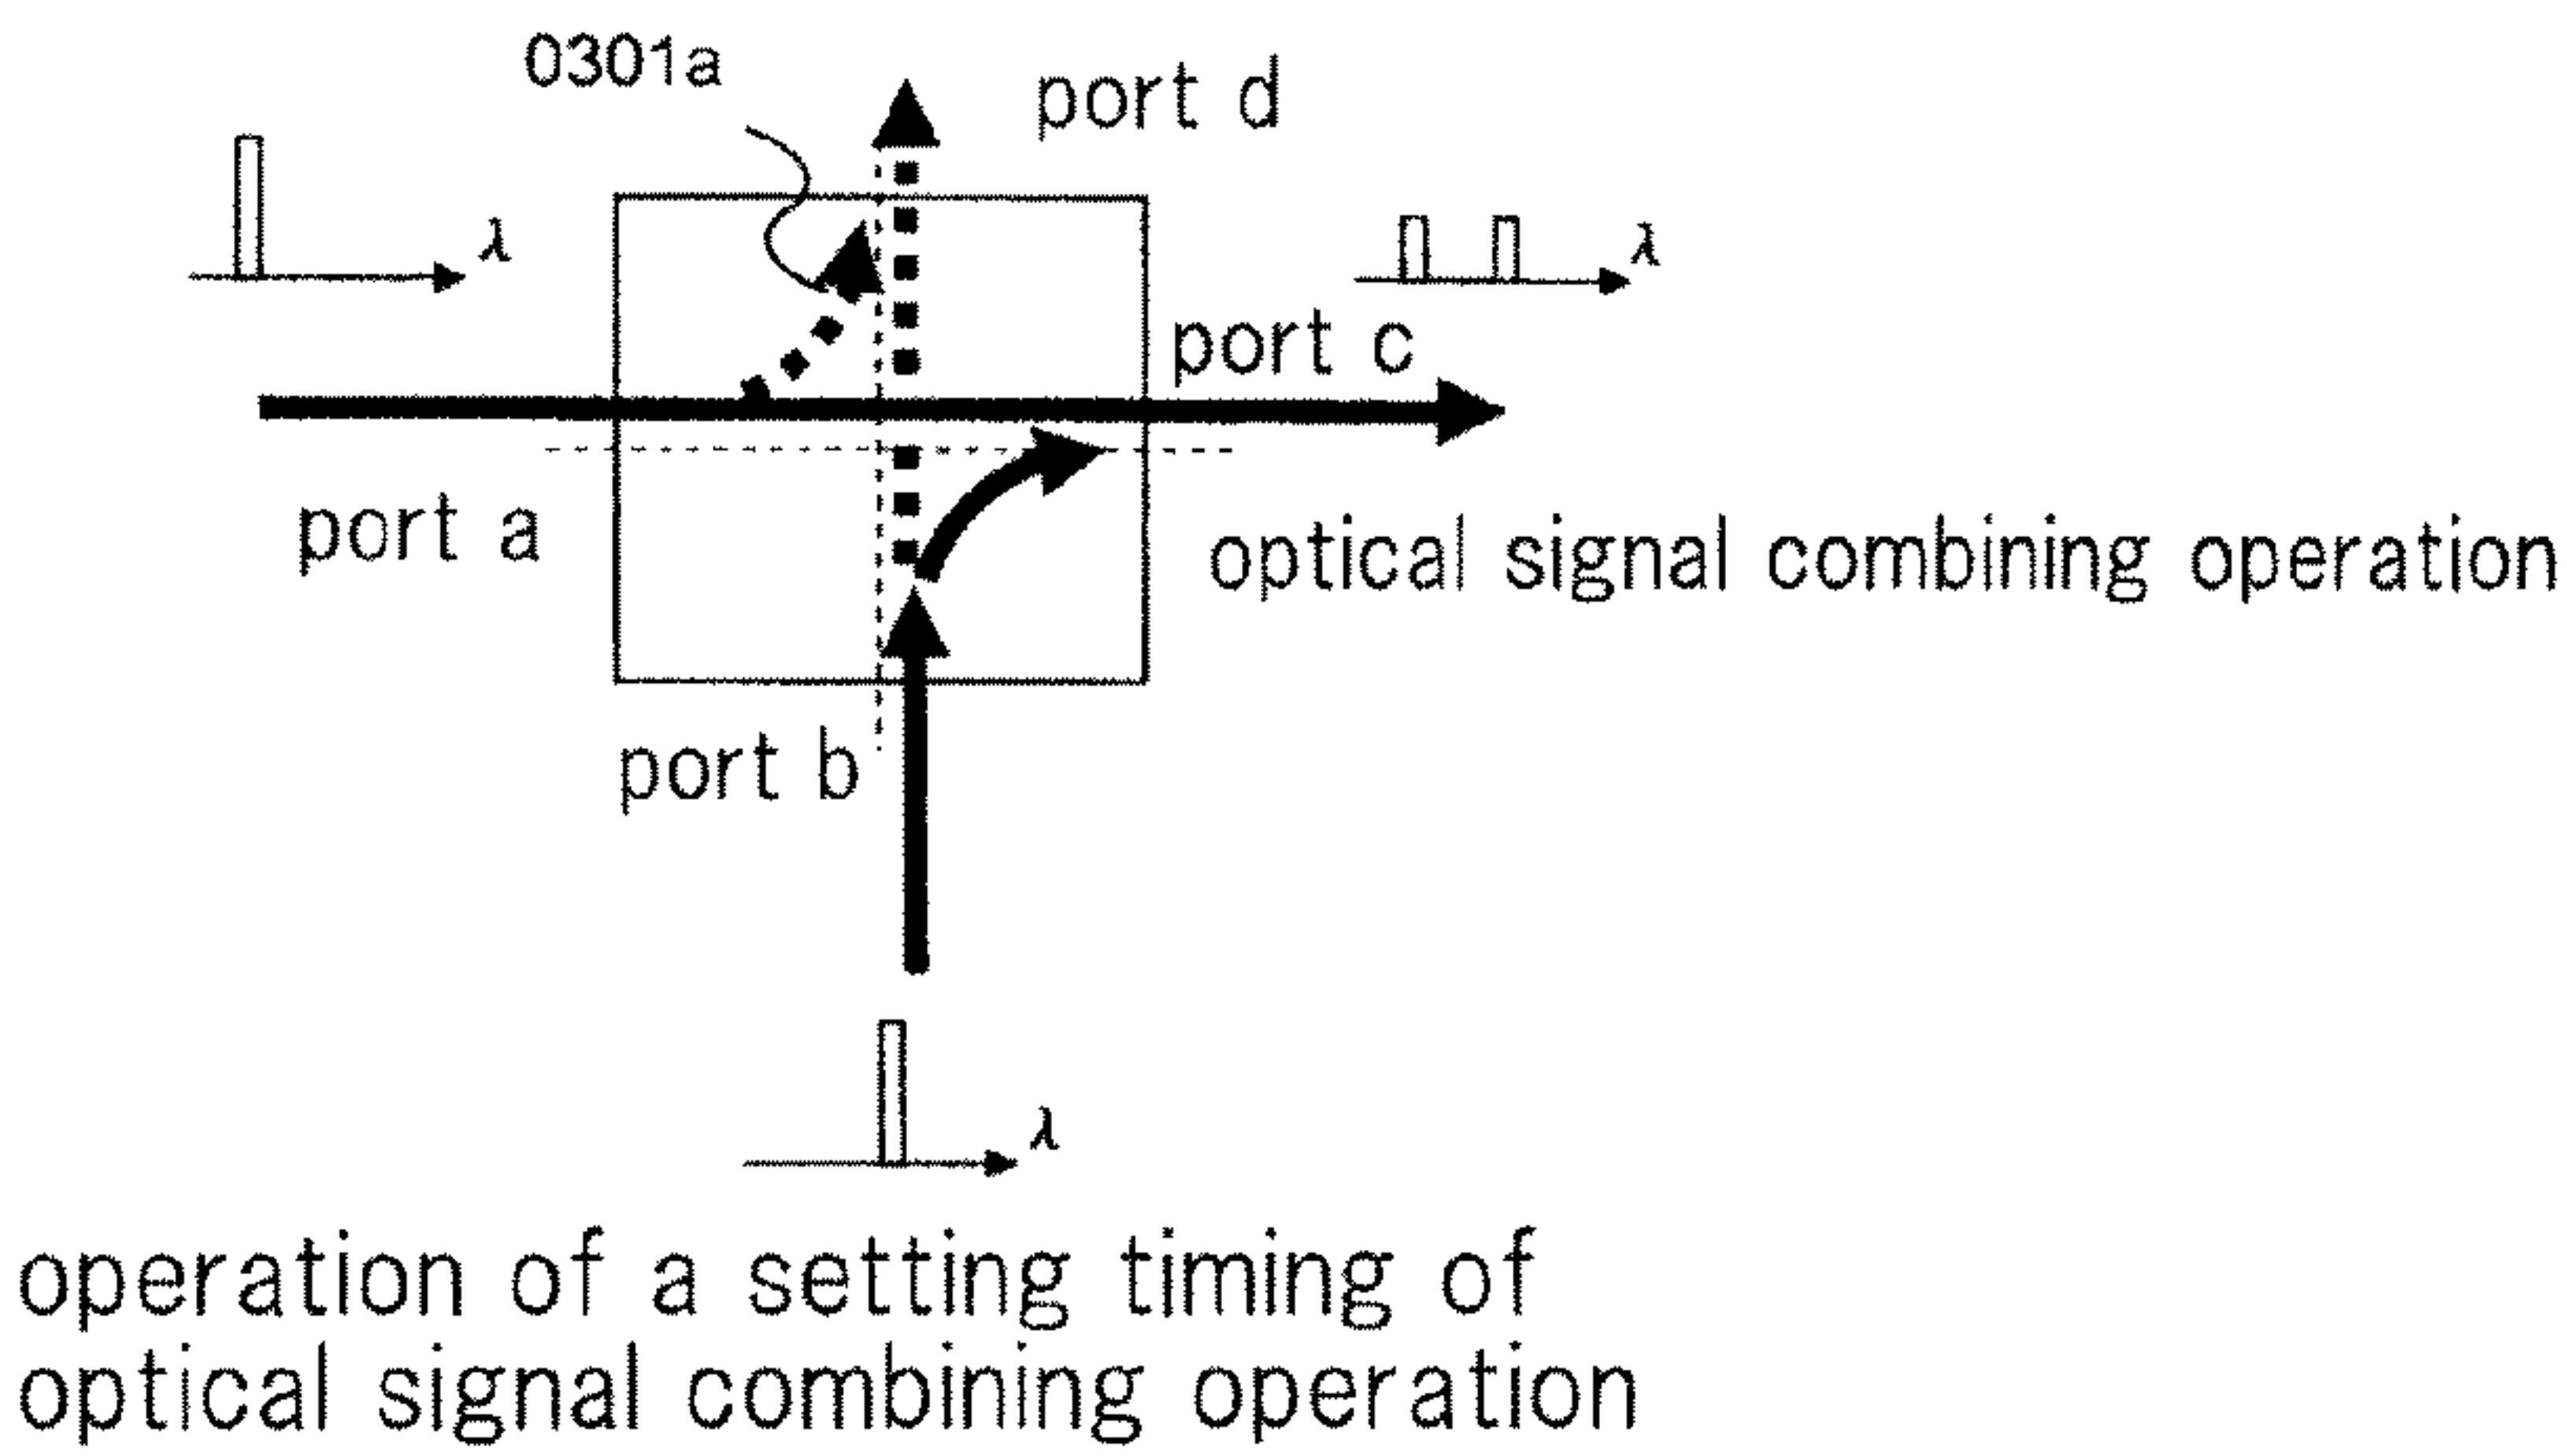 0301a
port d
λ
λ
port c
port a
optical signal combining operation
port b
λ
operation of a setting timing of
optical signal combining operation